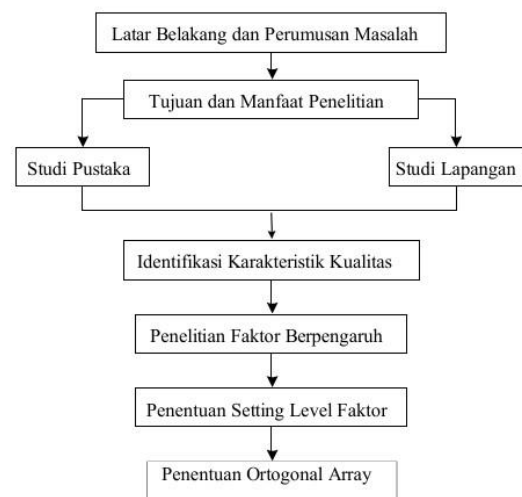 Latar Belakang dan Perumusan Masalah
Tujuan dan Manfaat Penelitian
Studi Pustaka
Studi Lapangan
Identifikasi Karakteristik Kualitas
Penelitian Faktor Berpengaruh
Penentuan Setting Level Faktor
Penentuan Ortogonal Array